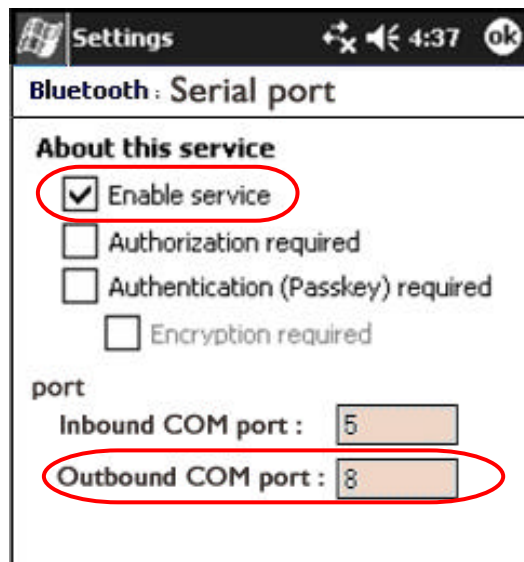 Settings 4:37 ok
Bluetooth : Serial port
About this service
Enable service
Authorization required
Authentication (Passkey) required
Encryption required
port
Inbound COM port : 5
Outbound COM port : 8